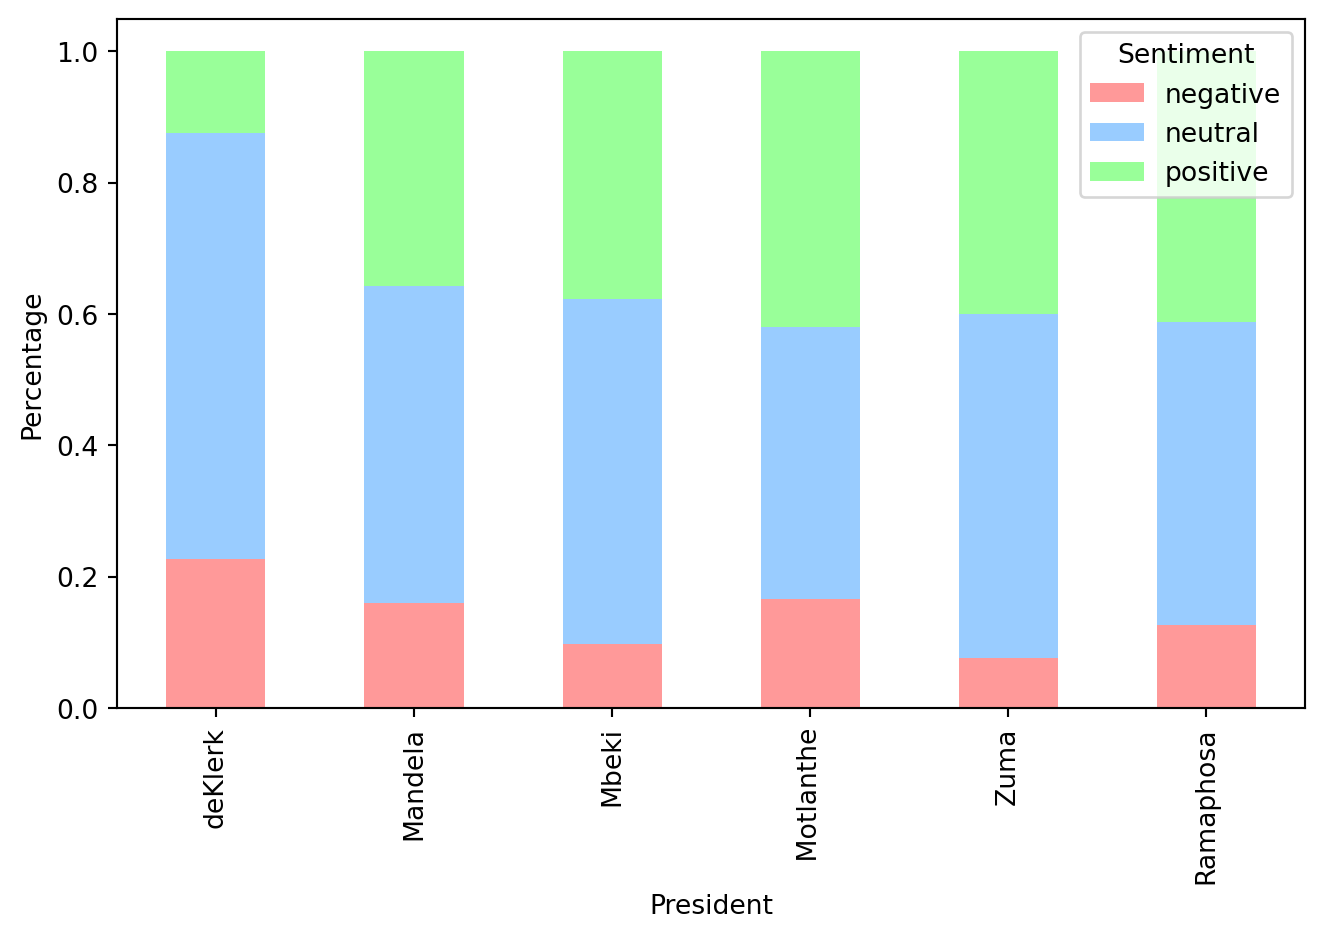 Sentiment
negative
neutral
positive
1.0
0.8
0.6
0.4
0.2
0.0
Percentage
deKlerk
Mandela
Mbeki
Motlanthe
Zuma
Ramaphosa
President